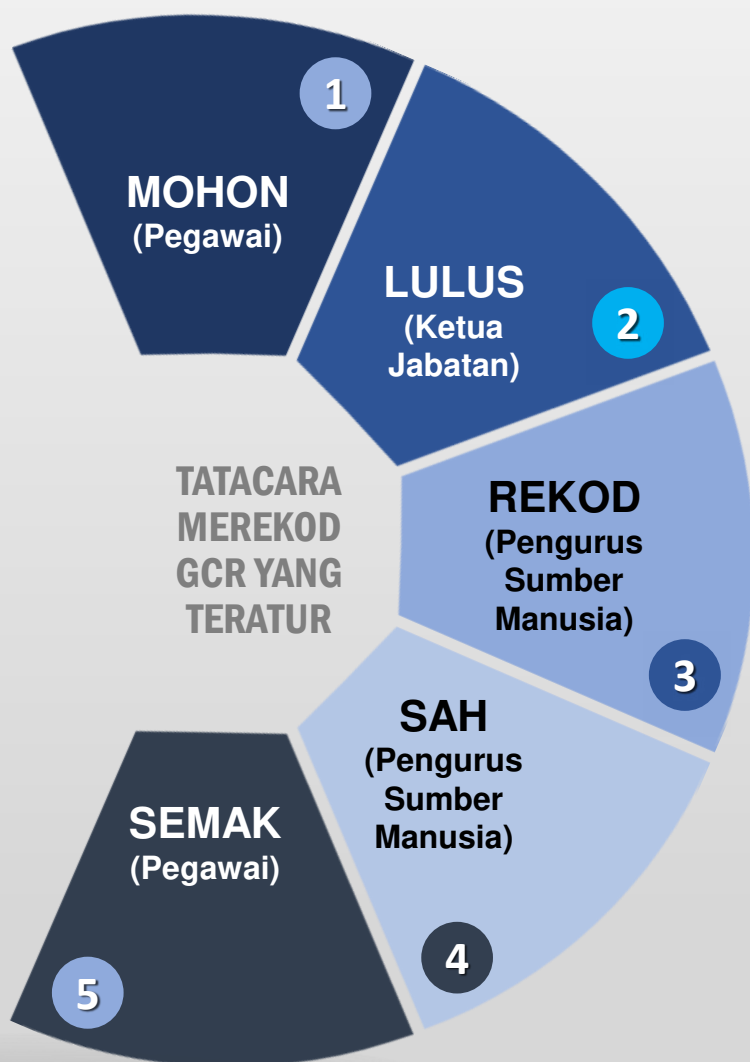 1
MOHON
(Pegawai)
LULUS
(Ketua
Jabatan)
2
TATACARA
MEREKOD
GCR YANG
TERATUR
REKOD
(Pengurus
Sumber
Manusia)
3
SAH
(Pengurus
Sumber
Manusia)
4
SEMAK
(Pegawai)
5